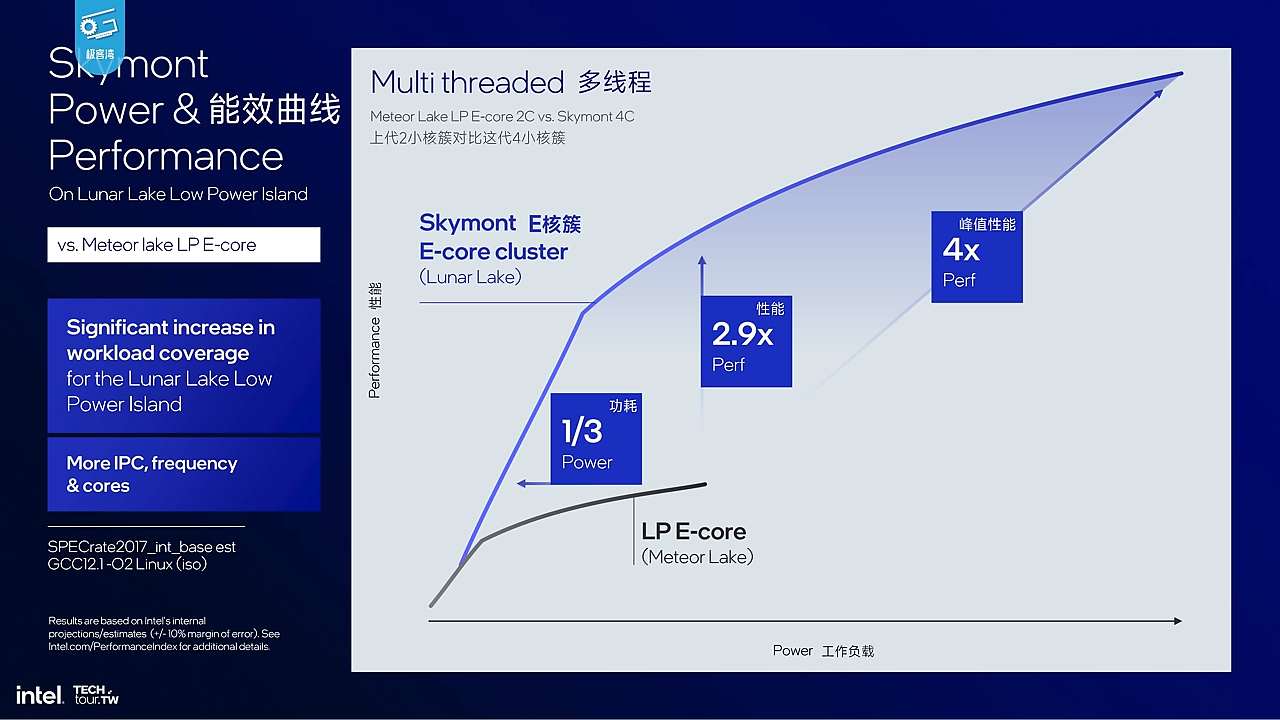 极客湾
Skymont
Power & 能效曲线
Performance
On Lunar Lake Low Power Island
vs. Meteor lake LP E-core
Significant increase in
workload coverage
for the Lunar Lake Low
Power Island
More IPC, frequency
& cores
SPECrate2017_int_base est
GCC12.1 -O2 Linux (iso)
Results are based on Intel's internal
projections/estimates (+/- 10% margin of error). See
Intel.com/PerformanceIndex for additional details.
intel.
TECH
tour.TW
Multi threaded 多线程
Meteor Lake LP E-core 2C vs. Skymont 4C
上代2小核簇对比这代4小核簇
Skymont E核簇
E-core cluster
(Lunar Lake)
峰值性能
4x
Perf
性能
2.9x
Perf
功耗
1/3
Power
LP E-core
(Meteor Lake)
Performance 性能
Power 工作负载